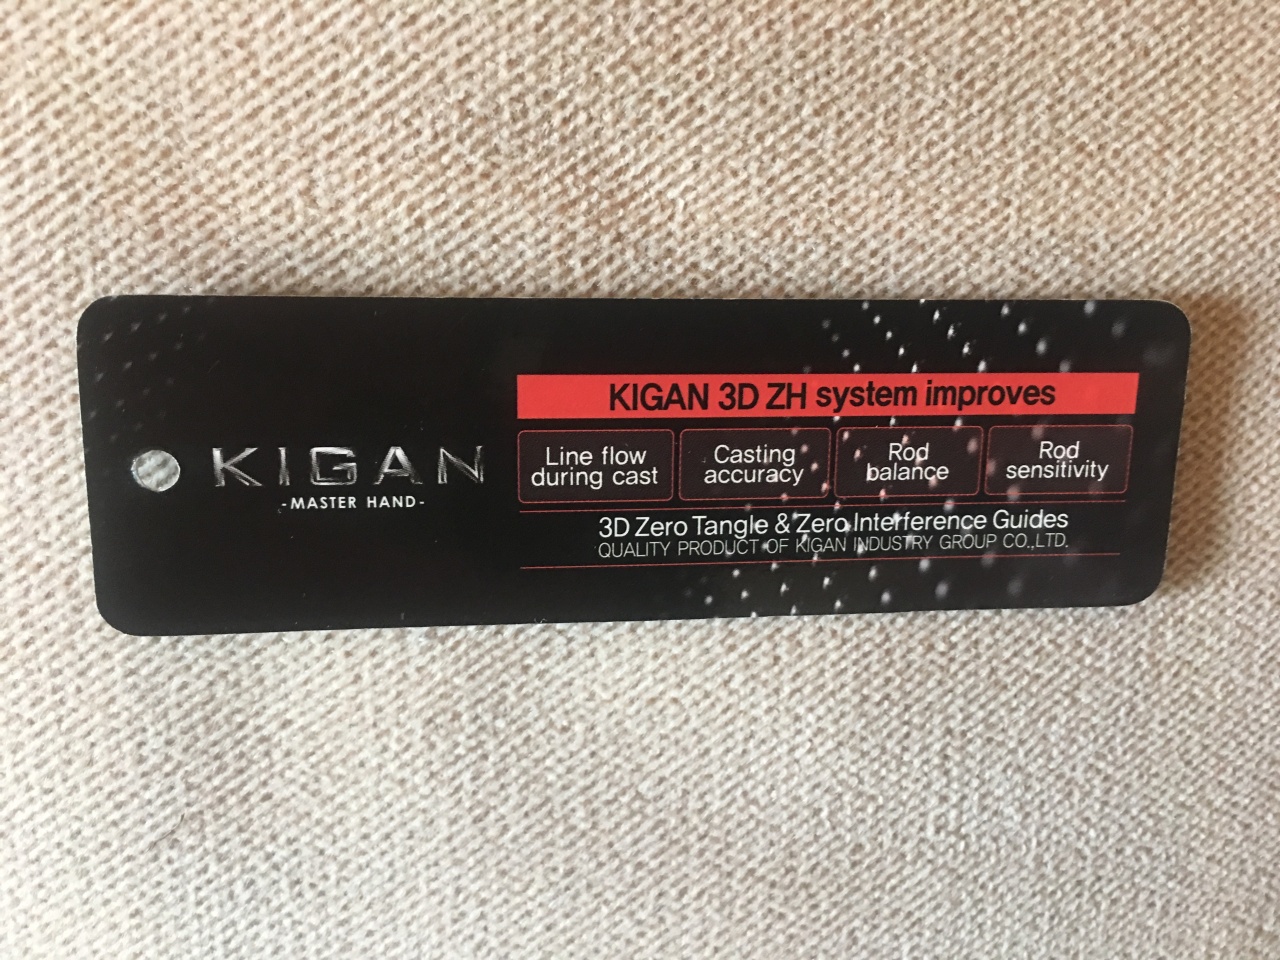 KIGAN
-MASTER HAND-
KIGAN 3D ZH system improves
Line flow
during cast
Casting
accuracy
Rod
balance
Rod
sensitivity
3D Zero Tangle & Zero Interference Guides
QUALITY PRODUCT OF KIGAN INDUSTRY GROUP CO.,LTD.